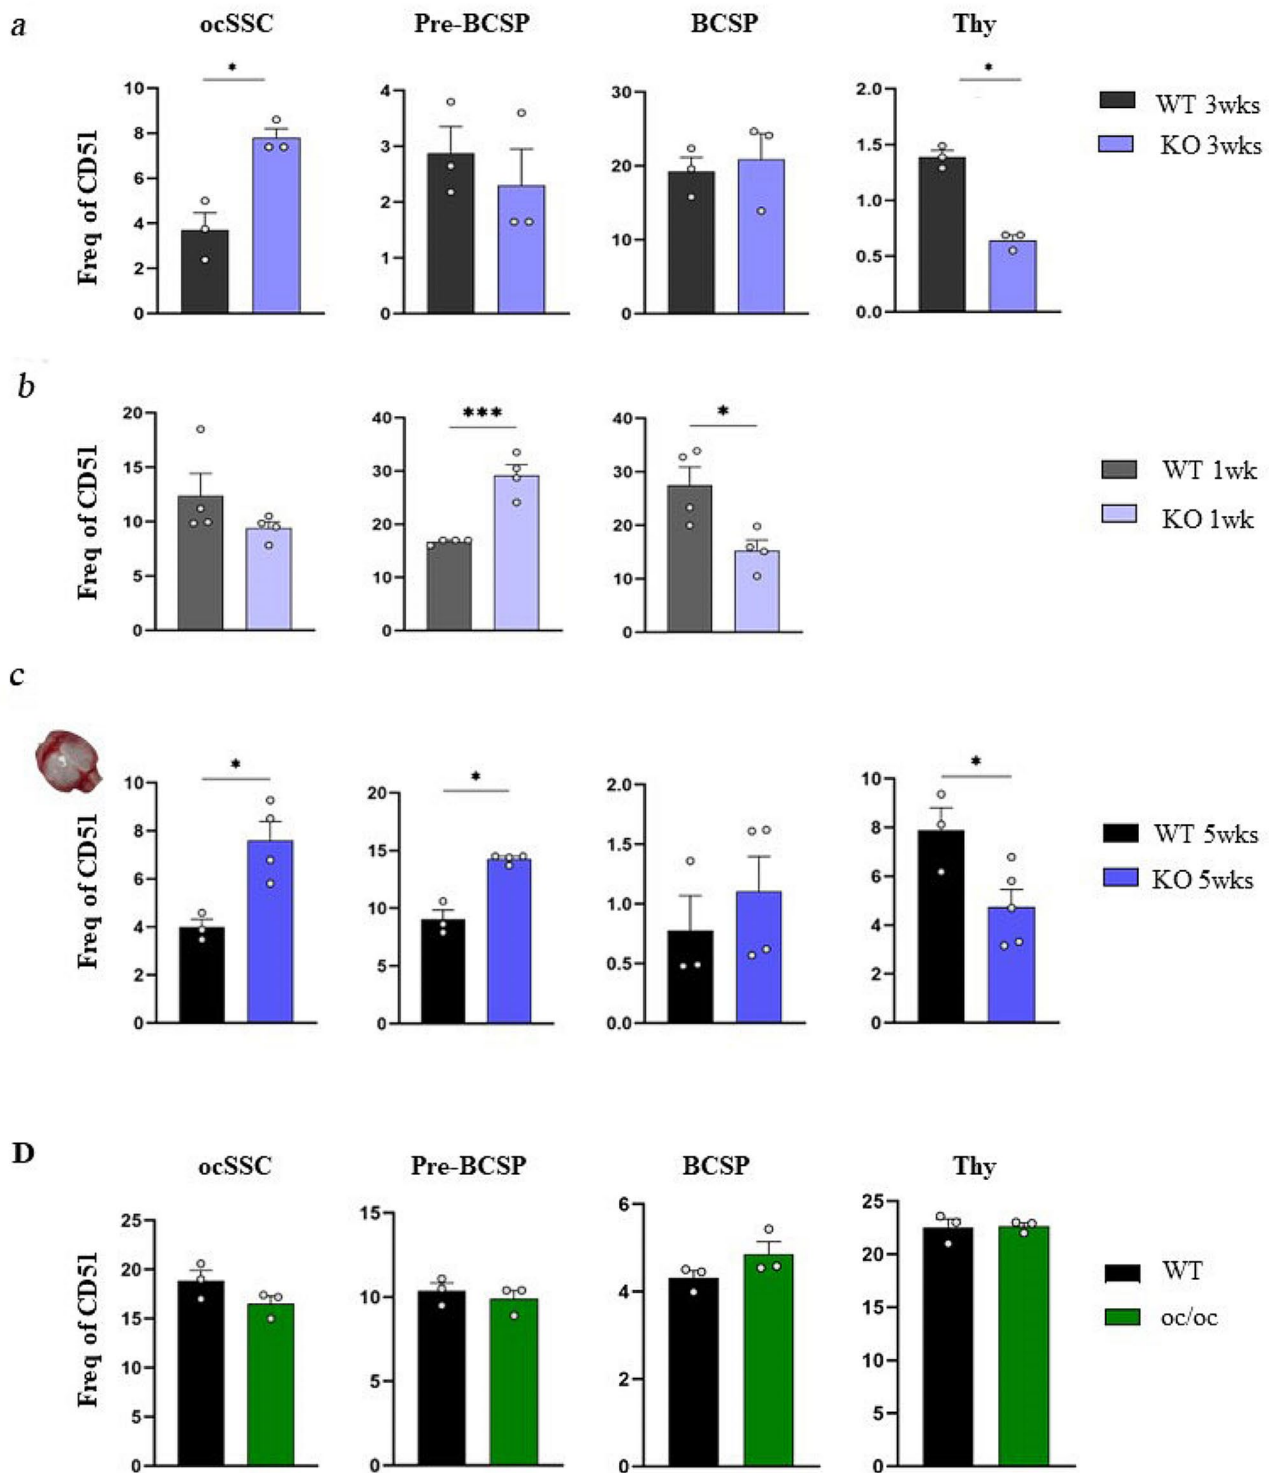 a
ocSSC Pre-BCSP BCSP Thy
* *
Freq of CD51
10 8 6 4 2 0
4 3 2 1 0
30 20 10 0
2.0 1.5 1.0 0.5 0.0
WT 3wks
KO 3wks
b
*** *
Freq of CD51
20 15 10 5 0
40 30 20 10 0
40 30 20 10 0
WT 1wk
KO 1wk
c
* * *
Freq of CD51
10 8 6 4 2 0
20 15 10 5 0
2.0 1.5 1.0 0.5 0.0
10 8 6 4 2 0
WT 5wks
KO 5wks
D
ocSSC Pre-BCSP BCSP Thy
Freq of CD51
25 20 15 10 5 0
15 10 5 0
6 4 2 0
25 20 15 10 5 0
WT
oc/oc